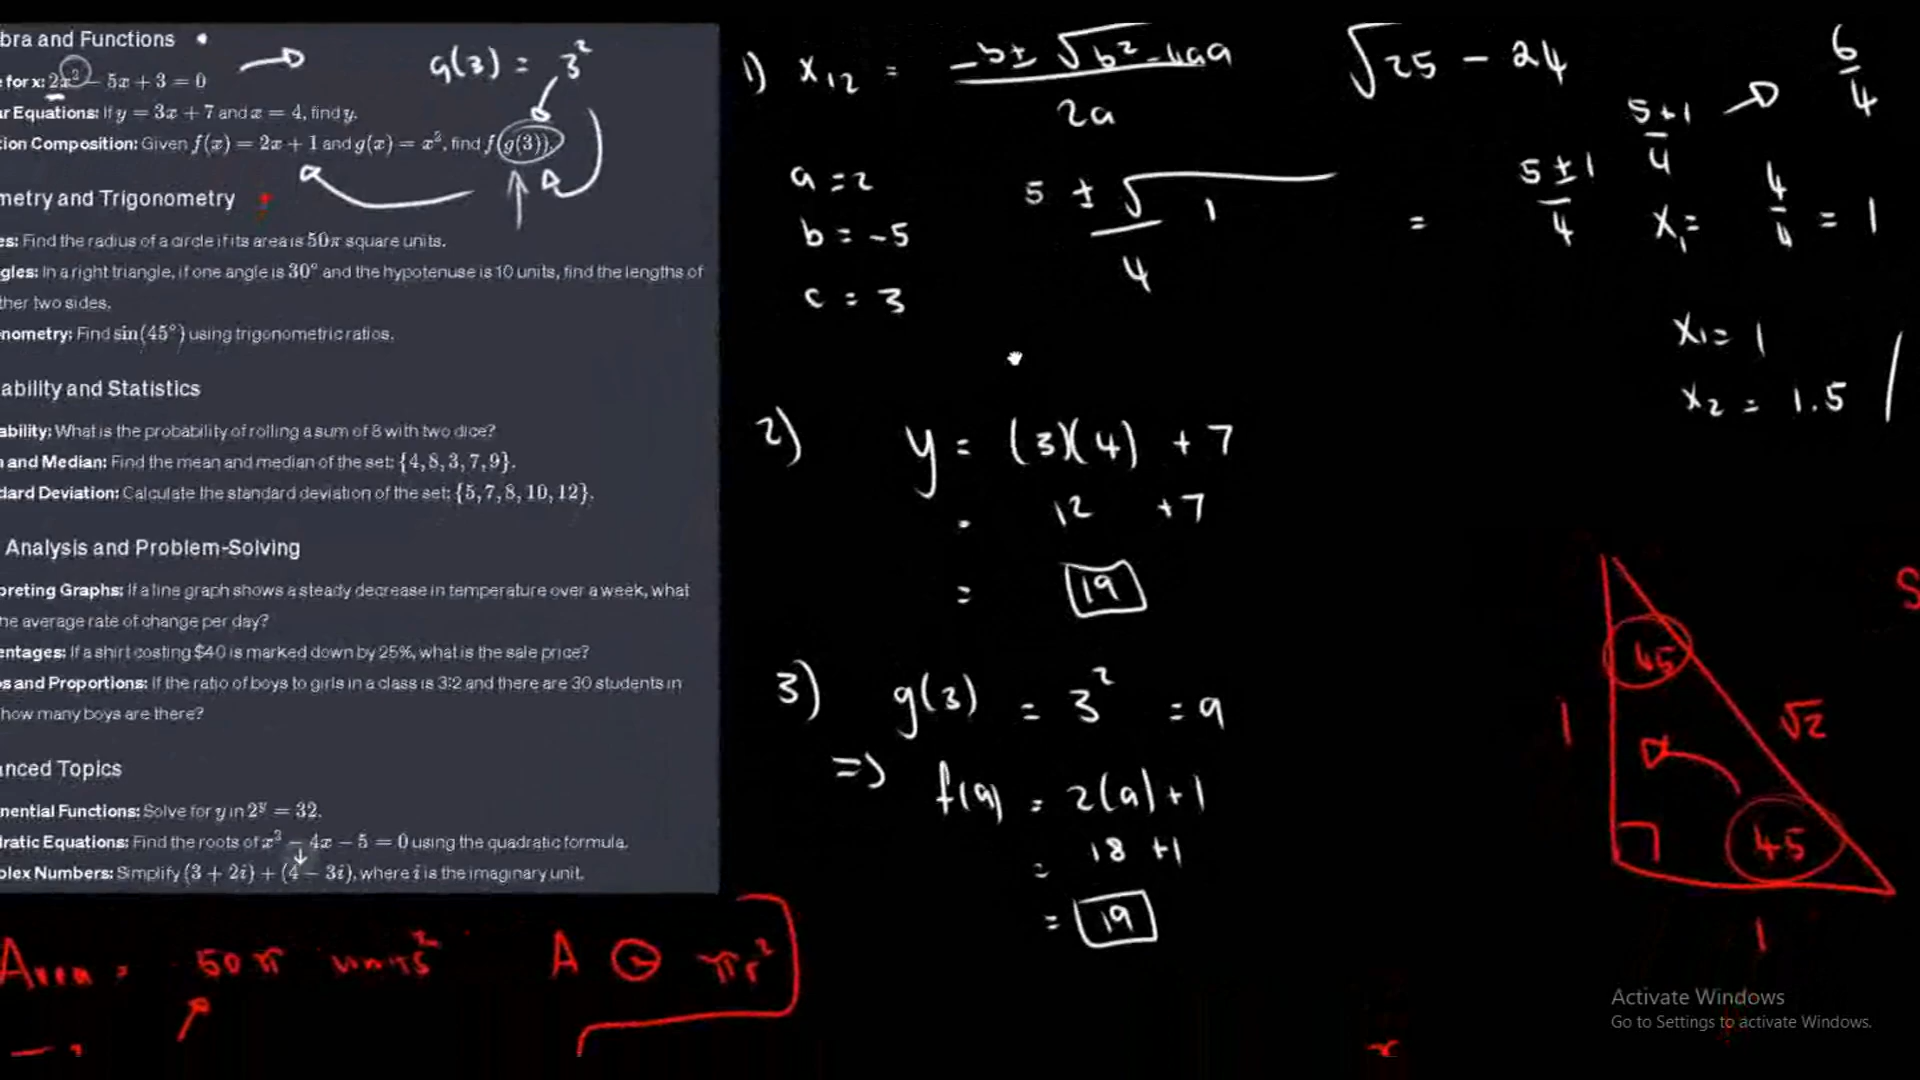 bra and Functions
e for x: 2x² − 5x + 3 = 0
ar Equations: If y = 3x + 7 and x = 4, find y.
tion Composition: Given f(x) = 2x + 1 and g(x) = x², find f(g(3)).
g(3) = 3²
metry and Trigonometry
es: Find the radius of a circle if its area is 50π square units.
gles: In a right triangle, if one angle is 30° and the hypotenuse is 10 units, find the lengths of
ther two sides.
onometry: Find sin(45°) using trigonometric ratios.
ability and Statistics
ability: What is the probability of rolling a sum of 8 with two dice?
n and Median: Find the mean and median of the set: {4, 8, 3, 7, 9}.
dard Deviation: Calculate the standard deviation of the set: {5, 7, 8, 10, 12}.
Analysis and Problem-Solving
preting Graphs: If a line graph shows a steady decrease in temperature over a week, what
he average rate of change per day?
entages: If a shirt costing $40 is marked down by 25%, what is the sale price?
os and Proportions: If the ratio of boys to girls in a class is 3:2 and there are 30 students in
how many boys are there?
nced Topics
nential Functions: Solve for y in 2^y = 32.
ratic Equations: Find the roots of x² − 4x − 5 = 0 using the quadratic formula.
plex Numbers: Simplify (3 + 2i) + (4 − 3i), where i is the imaginary unit.
Area = 50π units²
A = πr²
1) x12 = (-b ± √(b² - 4ac)) / 2a
a = 2
b = -5
c = 3
√25 - 24
(5 ± √1) / 4 = (5 ± 1) / 4
(5 + 1) / 4
6/4
x1 = 4/4 = 1
x1 = 1
x2 = 1.5
2) y = (3)(4) + 7
= 12 + 7
= 19
3) g(3) = 3² = 9
=> f(9) = 2(9) + 1
= 18 + 1
= 19
45
1
√2
45
1
S
Activate Windows
Go to Settings to activate Windows.